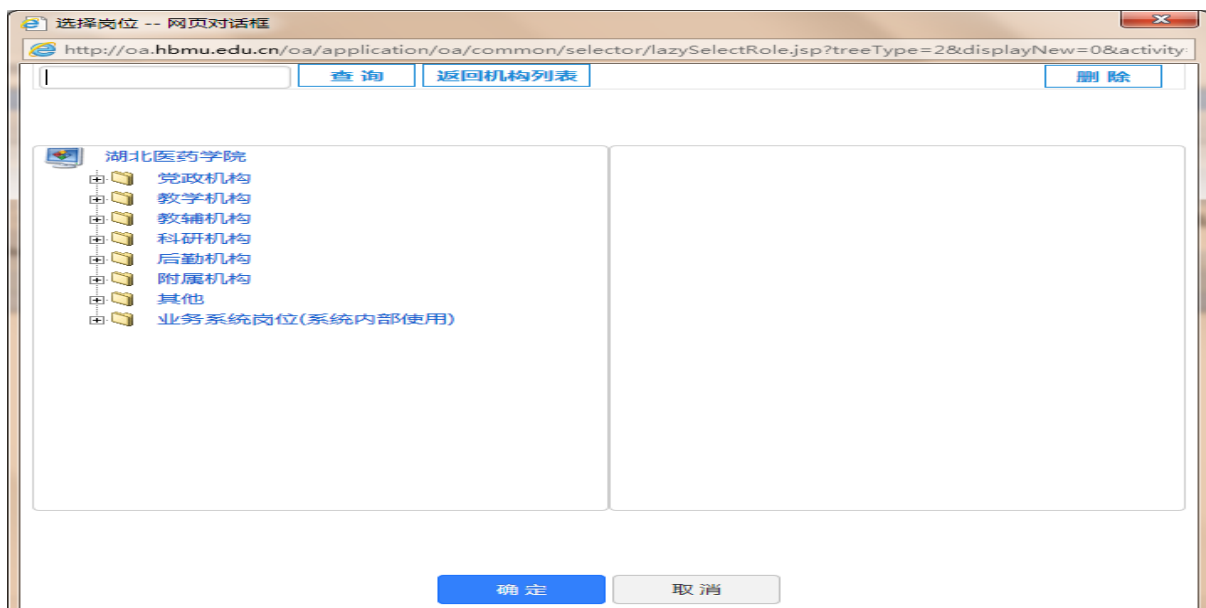 选择岗位 -- 网页对话框
http://oa.hbmu.edu.cn/oa/application/oa/common/selector/lazySelectRole.jsp?treeType=2&displayNew=0&activity
查 询 返回机构列表 删 除
湖北医药学院
党政机构
教学机构
教辅机构
科研机构
后勤机构
附属机构
其他
业务系统岗位(系统内部使用)
确 定 取 消